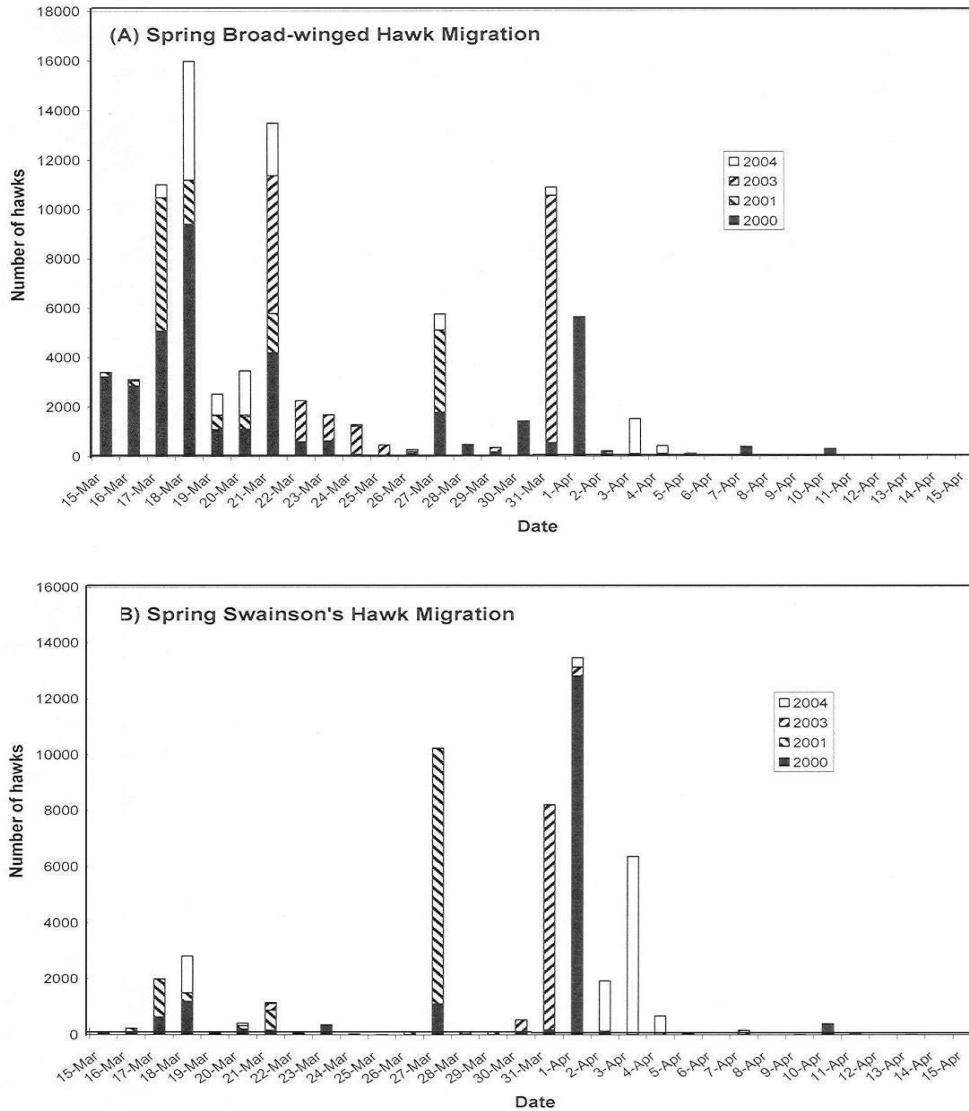 (A) Spring Broad-winged Hawk Migration
Number of hawks
18000
16000
14000
12000
10000
8000
6000
4000
2000
0
2004
2003
2001
2000
15-Mar
16-Mar
17-Mar
18-Mar
19-Mar
20-Mar
21-Mar
22-Mar
23-Mar
24-Mar
25-Mar
26-Mar
27-Mar
28-Mar
29-Mar
30-Mar
31-Mar
1-Apr
2-Apr
3-Apr
4-Apr
5-Apr
6-Apr
7-Apr
8-Apr
9-Apr
10-Apr
11-Apr
12-Apr
13-Apr
14-Apr
15-Apr
Date
B) Spring Swainson's Hawk Migration
Number of hawks
16000
14000
12000
10000
8000
6000
4000
2000
0
2004
2003
2001
2000
15-Mar
16-Mar
17-Mar
18-Mar
19-Mar
20-Mar
21-Mar
22-Mar
23-Mar
24-Mar
25-Mar
26-Mar
27-Mar
28-Mar
29-Mar
30-Mar
31-Mar
1-Apr
2-Apr
3-Apr
4-Apr
5-Apr
6-Apr
7-Apr
8-Apr
9-Apr
10-Apr
11-Apr
12-Apr
13-Apr
14-Apr
15-Apr
Date